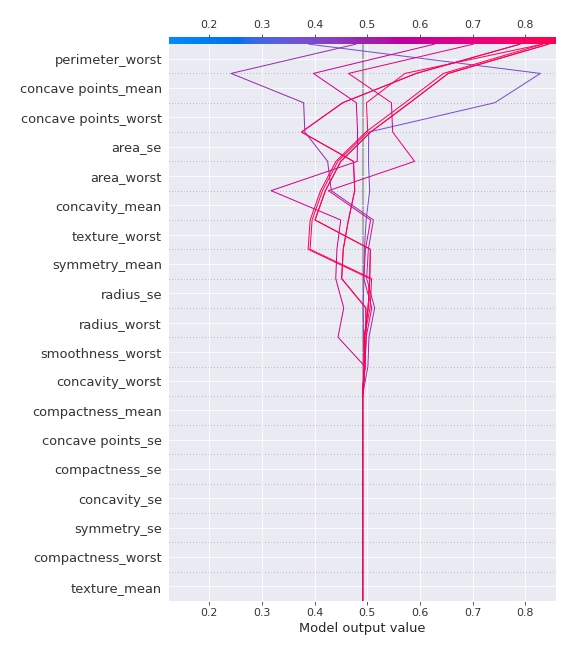 0.2 0.3 0.4 0.5 0.6 0.7 0.8
perimeter_worst
concave points_mean
concave points_worst
area_se
area_worst
concavity_mean
texture_worst
symmetry_mean
radius_se
radius_worst
smoothness_worst
concavity_worst
compactness_mean
concave points_se
compactness_se
concavity_se
symmetry_se
compactness_worst
texture_mean
0.2 0.3 0.4 0.5 0.6 0.7 0.8
Model output value